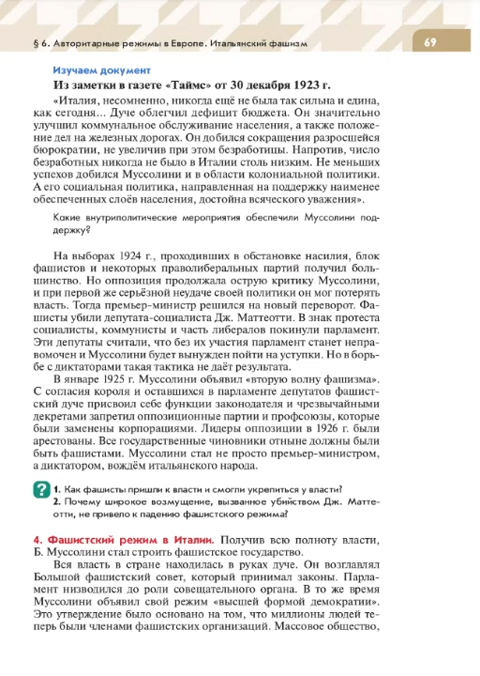 § 6. Авторитарные режимы в Европе. Итальянский фашизм
69
Изучаем документ
Из заметки в газете «Таймс» от 30 декабря 1923 г.
«Италия, несомненно, никогда ещё не была так сильна и едина,
как сегодня... Дуче облегчил дефицит бюджета. Он значительно
улучшил коммунальное обслуживание населения, а также положе-
ние дел на железных дорогах. Он добился сокращения разросшейся
бюрократии, не увеличив при этом безработицы. Напротив, число
безработных никогда не было в Италии столь низким. Не меньших
успехов добился Муссолини и в области колониальной политики.
А его социальная политика, направленная на поддержку наименее
обеспеченных слоёв населения, достойна всяческого уважения».
Какие внутриполитические мероприятия обеспечили Муссолини под-
держку?
На выборах 1924 г., проходивших в обстановке насилия, блок
фашистов и некоторых праволиберальных партий получил боль-
шинство. Но оппозиция продолжала острую критику Муссолини,
и при первой же серьёзной неудаче своей политики он мог потерять
власть. Тогда премьер-министр решился на новый переворот. Фа-
шисты убили депутата-социалиста Дж. Маттеотти. В знак протеста
социалисты, коммунисты и часть либералов покинули парламент.
Эти депутаты считали, что без их участия парламент станет непра-
вомочен и Муссолини будет вынужден пойти на уступки. Но в борь-
бе с диктаторами такая тактика не даёт результата.
В январе 1925 г. Муссолини объявил «вторую волну фашизма».
С согласия короля и оставшихся в парламенте депутатов фашист-
ский дуче присвоил себе функции законодателя и чрезвычайными
декретами запретил оппозиционные партии и профсоюзы, которые
были заменены корпорациями. Лидеры оппозиции в 1926 г. были
арестованы. Все государственные чиновники отныне должны были
быть фашистами. Муссолини стал не просто премьер-министром,
а диктатором, вождём итальянского народа.
? 1. Как фашисты пришли к власти и смогли укрепиться у власти?
2. Почему широкое возмущение, вызванное убийством Дж. Матте-
отти, не привело к падению фашистского режима?
4. Фашистский режим в Италии. Получив всю полноту власти,
Б. Муссолини стал строить фашистское государство.
Вся власть в стране находилась в руках дуче. Он возглавлял
Большой фашистский совет, который принимал законы. Парла-
мент низводился до роли совещательного органа. В то же время
Муссолини объявил свой режим «высшей формой демократии».
Это утверждение было основано на том, что миллионы людей те-
перь были членами фашистских организаций. Массовое общество,